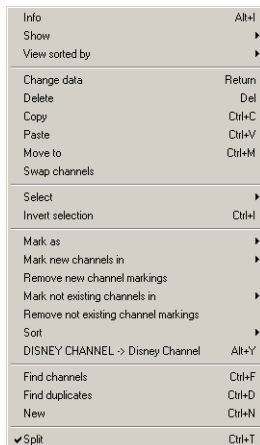 Info Alt+I
Show
View sorted by
Change data Return
Delete Del
Copy Ctrl+C
Paste Ctrl+V
Move to Ctrl+M
Swap channels
Select
Invert selection Ctrl+I
Mark as
Mark new channels in
Remove new channel markings
Mark not existing channels in
Remove not existing channel markings
Sort
DISNEY CHANNEL -> Disney Channel Alt+Y
Find channels Ctrl+F
Find duplicates Ctrl+D
New Ctrl+N
Split Ctrl+T